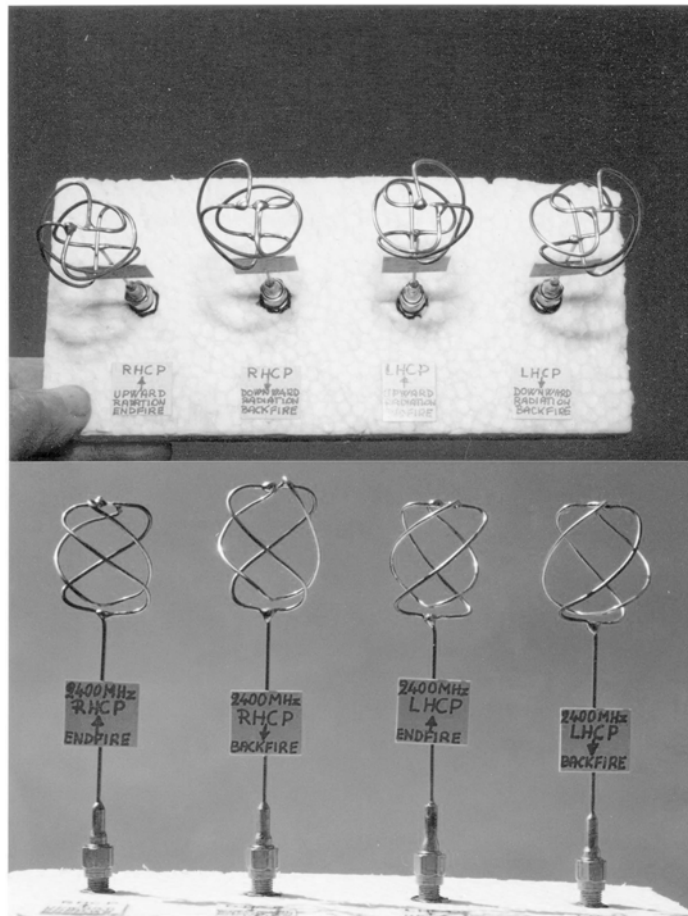 RHCP
UPWARD
RADIATION
ENDFIRE
RHCP
DOWNWARD
RADIATION
BACKFIRE
LHCP
UPWARD
RADIATION
ENDFIRE
LHCP
DOWNWARD
RADIATION
BACKFIRE
2400MHz
RHCP
ENDFIRE
2400MHz
RHCP
BACKFIRE
2400MHz
LHCP
ENDFIRE
2400MHz
LHCP
BACKFIRE